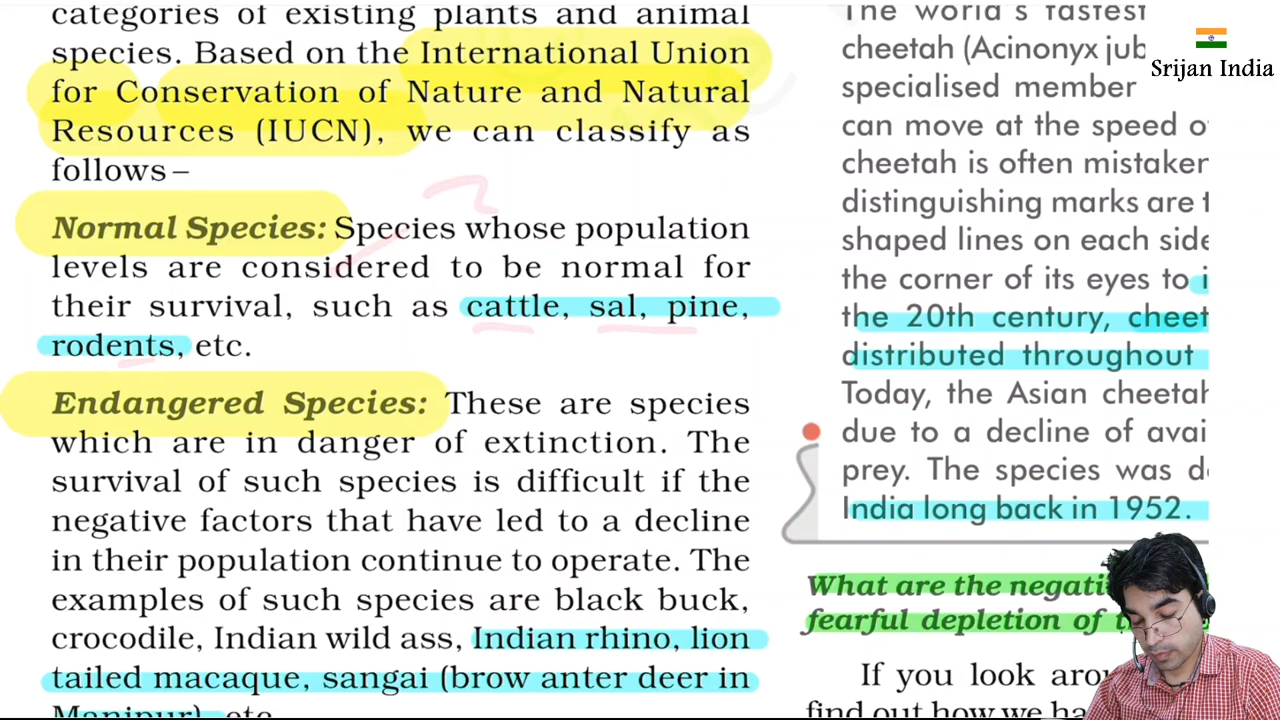 categories of existing plants and animal
species. Based on the International Union
for Conservation of Nature and Natural
Resources (IUCN), we can classify as
follows –
Normal Species: Species whose population
levels are considered to be normal for
their survival, such as cattle, sal, pine,
rodents, etc.
Endangered Species: These are species
which are in danger of extinction. The
survival of such species is difficult if the
negative factors that have led to a decline
in their population continue to operate. The
examples of such species are black buck,
crocodile, Indian wild ass, Indian rhino, lion
tailed macaque, sangai (brow anter deer in
Manipur), etc.
The world's fastest
cheetah (Acinonyx jub
specialised member
can move at the speed o
cheetah is often mistaken
distinguishing marks are t
shaped lines on each side
the corner of its eyes to i
the 20th century, cheet
distributed throughout
Today, the Asian cheetah
due to a decline of avai
prey. The species was de
India long back in 1952.
What are the negati
fearful depletion of t
If you look arou
find out how we ha
Srijan India